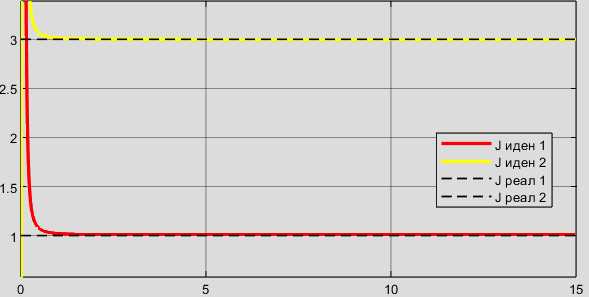 3
2.5
2
1.5
1
0 5 10 15
J иден 1
J иден 2
J реал 1
J реал 2